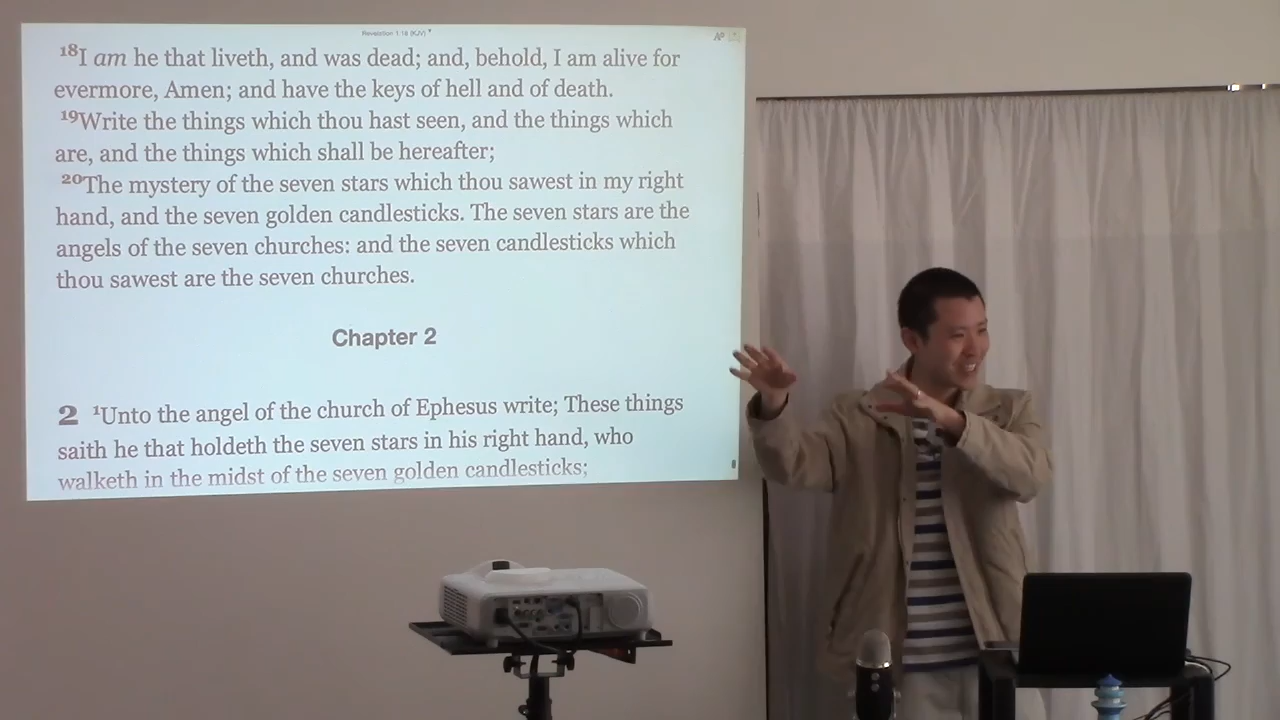 Revelation 1:18 (KJV)
18I am he that liveth, and was dead; and, behold, I am alive for
evermore, Amen; and have the keys of hell and of death.
19Write the things which thou hast seen, and the things which
are, and the things which shall be hereafter;
20The mystery of the seven stars which thou sawest in my right
hand, and the seven golden candlesticks. The seven stars are the
angels of the seven churches: and the seven candlesticks which
thou sawest are the seven churches.
Chapter 2
2 1Unto the angel of the church of Ephesus write; These things
saith he that holdeth the seven stars in his right hand, who
walketh in the midst of the seven golden candlesticks;